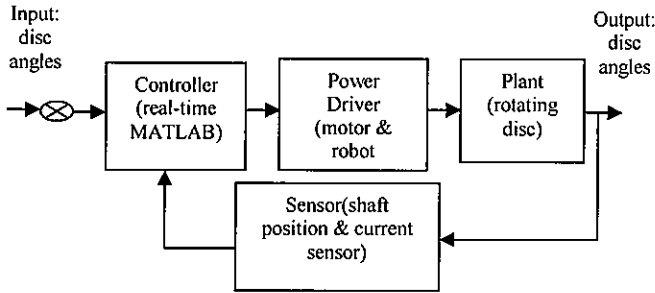 Input:
disc
angles
Controller
(real-time
MATLAB)
Power
Driver
(motor &
robot
Plant
(rotating
disc)
Output:
disc
angles
Sensor(shaft
position & current
sensor)